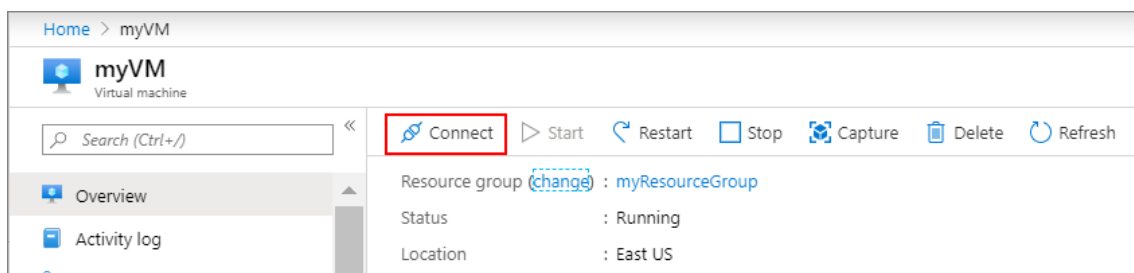 Home > myVM
myVM
Virtual machine
Search (Ctrl+/)
«
Connect Start Restart Stop Capture Delete Refresh
Overview
Activity log
Resource group (change) : myResourceGroup
Status : Running
Location : East US